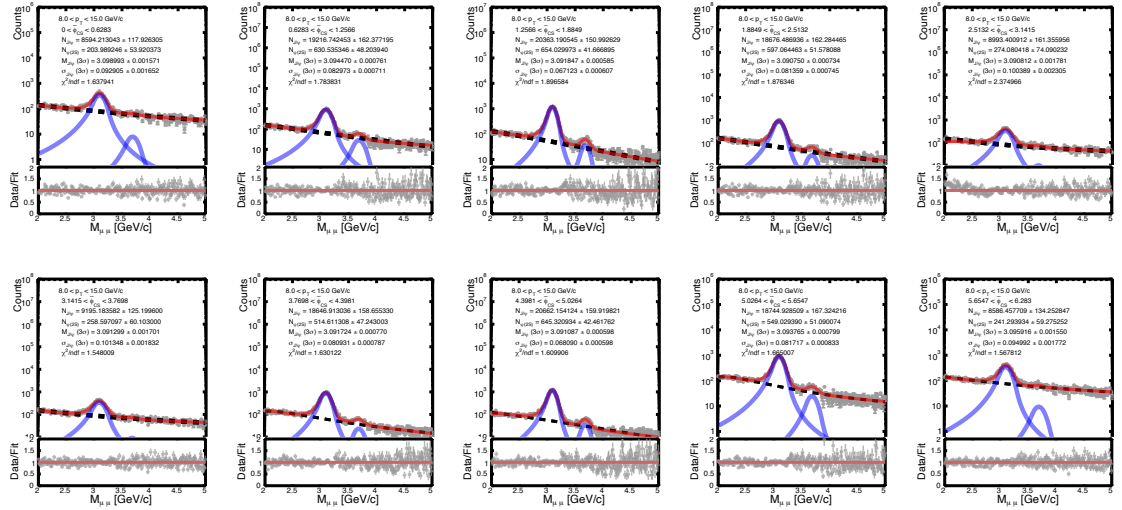 Counts
8.0 < p_T < 15.0 GeV/c
0 < φ̃_CS < 0.6283
N_J/ψ = 8594.213043 ± 117.926305
N_ψ(2S) = 203.989246 ± 53.920373
M_J/ψ (3σ) = 3.098993 ± 0.001571
σ_J/ψ (3σ) = 0.092905 ± 0.001652
χ²/ndf = 1.637941
Data/Fit
M_μμ [GeV/c]
Counts
8.0 < p_T < 15.0 GeV/c
0.6283 < φ̃_CS < 1.2566
N_J/ψ = 19216.742453 ± 162.377195
N_ψ(2S) = 630.535346 ± 48.203940
M_J/ψ (3σ) = 3.094470 ± 0.000761
σ_J/ψ (3σ) = 0.082973 ± 0.000711
χ²/ndf = 1.783831
Data/Fit
M_μμ [GeV/c]
Counts
8.0 < p_T < 15.0 GeV/c
1.2566 < φ̃_CS < 1.8849
N_J/ψ = 20363.190545 ± 150.992629
N_ψ(2S) = 654.029973 ± 41.666895
M_J/ψ (3σ) = 3.091847 ± 0.000585
σ_J/ψ (3σ) = 0.067123 ± 0.000607
χ²/ndf = 1.896584
Data/Fit
M_μμ [GeV/c]
Counts
8.0 < p_T < 15.0 GeV/c
1.8849 < φ̃_CS < 2.5132
N_J/ψ = 18676.486936 ± 162.284465
N_ψ(2S) = 597.064463 ± 51.578088
M_J/ψ (3σ) = 3.090750 ± 0.000734
σ_J/ψ (3σ) = 0.081359 ± 0.000745
χ²/ndf = 1.876346
Data/Fit
M_μμ [GeV/c]
Counts
8.0 < p_T < 15.0 GeV/c
2.5132 < φ̃_CS < 3.1415
N_J/ψ = 8993.400912 ± 161.355956
N_ψ(2S) = 274.080418 ± 74.090232
M_J/ψ (3σ) = 3.090812 ± 0.001781
σ_J/ψ (3σ) = 0.100389 ± 0.002305
χ²/ndf = 2.374966
Data/Fit
M_μμ [GeV/c]
Counts
8.0 < p_T < 15.0 GeV/c
3.1415 < φ̃_CS < 3.7698
N_J/ψ = 9195.183582 ± 125.199600
N_ψ(2S) = 258.597097 ± 60.103000
M_J/ψ (3σ) = 3.091299 ± 0.001701
σ_J/ψ (3σ) = 0.101348 ± 0.001832
χ²/ndf = 1.548009
Data/Fit
M_μμ [GeV/c]
Counts
8.0 < p_T < 15.0 GeV/c
3.7698 < φ̃_CS < 4.3981
N_J/ψ = 18646.913036 ± 158.655330
N_ψ(2S) = 514.611308 ± 47.243003
M_J/ψ (3σ) = 3.091724 ± 0.000770
σ_J/ψ (3σ) = 0.080931 ± 0.000787
χ²/ndf = 1.630122
Data/Fit
M_μμ [GeV/c]
Counts
8.0 < p_T < 15.0 GeV/c
4.3981 < φ̃_CS < 5.0264
N_J/ψ = 20662.154124 ± 159.919821
N_ψ(2S) = 645.320934 ± 42.461762
M_J/ψ (3σ) = 3.091087 ± 0.000598
σ_J/ψ (3σ) = 0.068090 ± 0.000598
χ²/ndf = 1.609906
Data/Fit
M_μμ [GeV/c]
Counts
8.0 < p_T < 15.0 GeV/c
5.0264 < φ̃_CS < 5.6547
N_J/ψ = 18744.928509 ± 167.324216
N_ψ(2S) = 549.029390 ± 51.090074
M_J/ψ (3σ) = 3.093765 ± 0.000790
σ_J/ψ (3σ) = 0.081717 ± 0.000833
χ²/ndf = 1.665007
Data/Fit
M_μμ [GeV/c]
Counts
8.0 < p_T < 15.0 GeV/c
5.6547 < φ̃_CS < 6.283
N_J/ψ = 8586.457709 ± 134.252847
N_ψ(2S) = 241.293934 ± 59.275252
M_J/ψ (3σ) = 3.095916 ± 0.001550
σ_J/ψ (3σ) = 0.094992 ± 0.001772
χ²/ndf = 1.567812
Data/Fit
M_μμ [GeV/c]